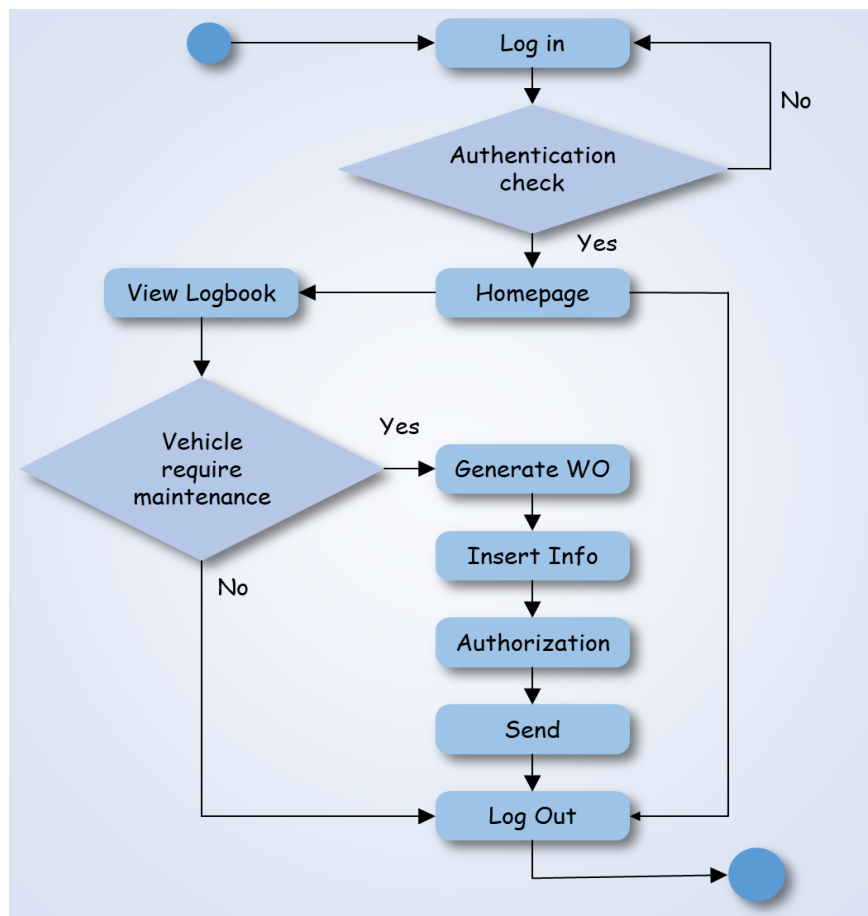 Log in
No
Authentication
check
Yes
View Logbook
Homepage
Vehicle
require
maintenance
Yes
Generate WO
Insert Info
No
Authorization
Send
Log Out